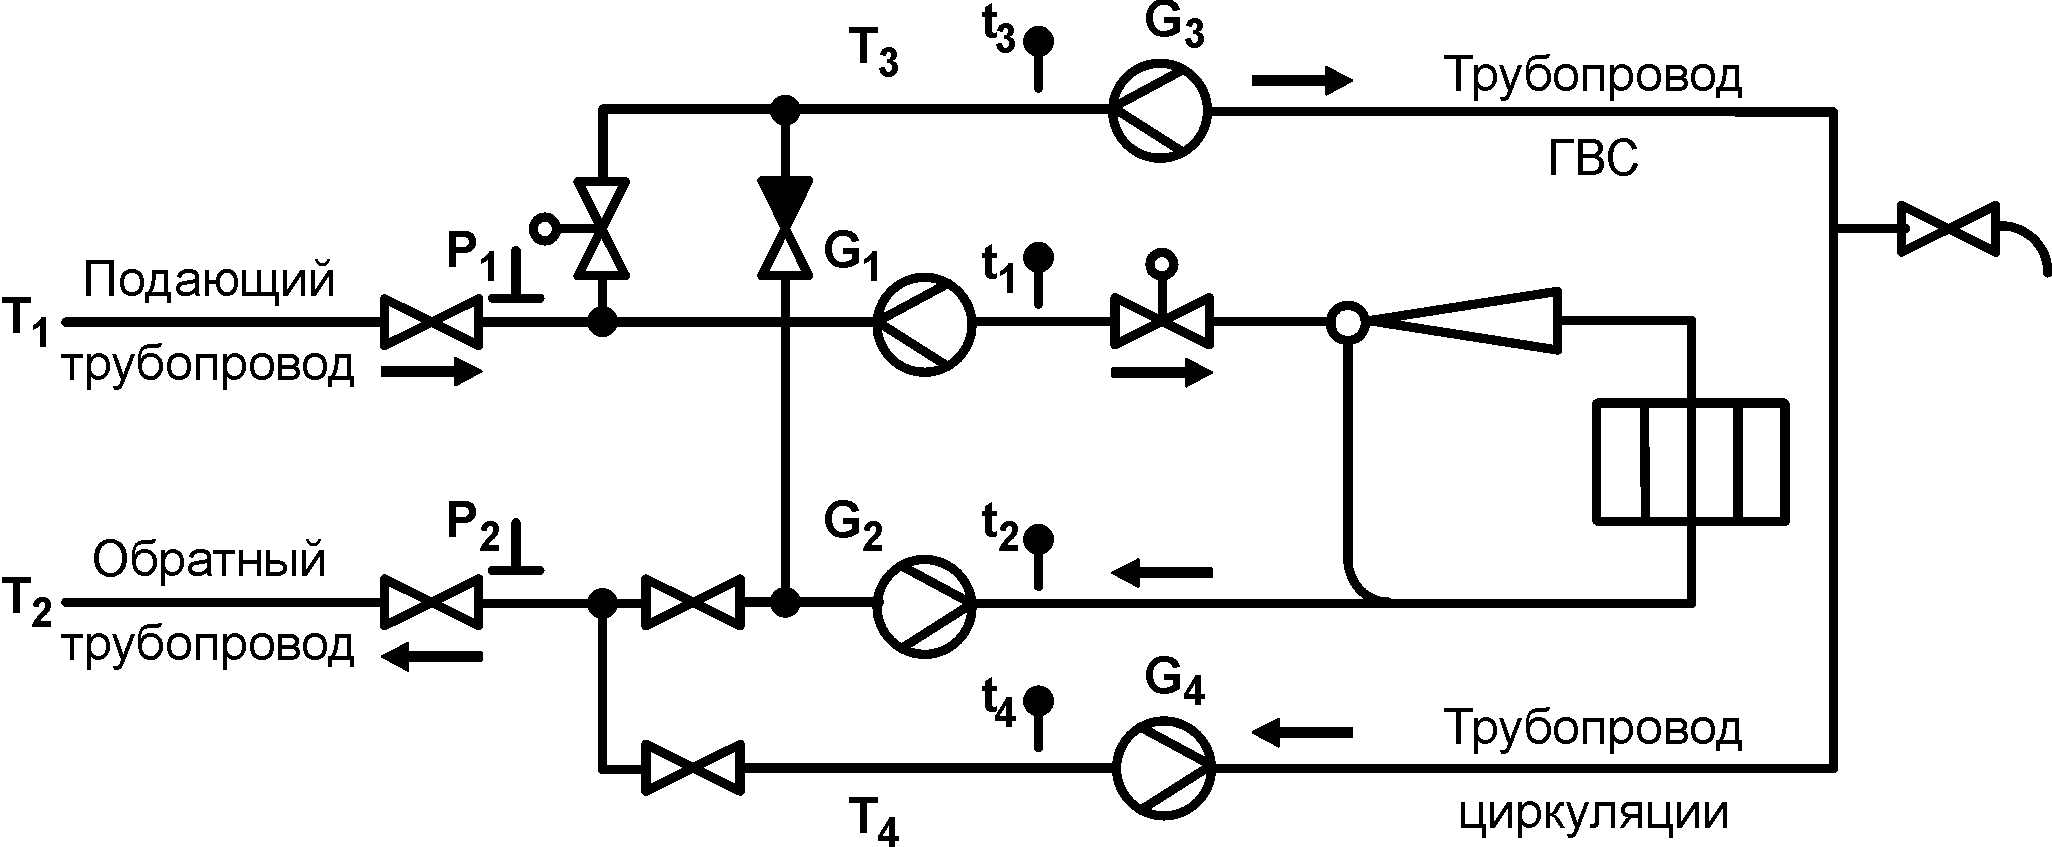 T3
t3
G3
Трубопровод
ГВС
T1
Подающий
трубопровод
P1
G1
t1
T2
Обратный
трубопровод
P2
G2
t2
T4
t4
G4
Трубопровод
циркуляции